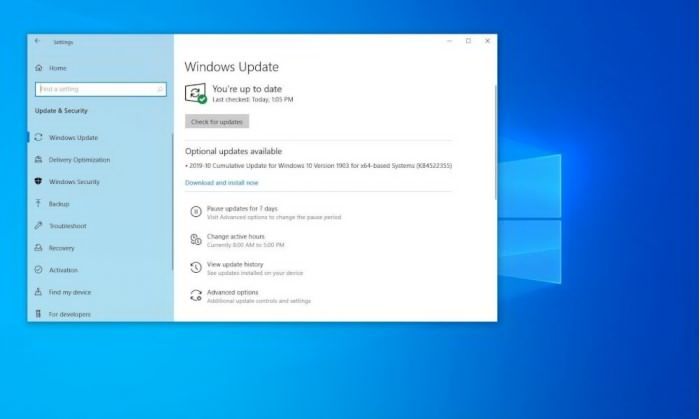 Settings
Home
Find a setting
Update & Security
Windows Update
Delivery Optimization
Windows Security
Backup
Troubleshoot
Recovery
Activation
Find my device
For developers
Windows Update
You're up to date
Last checked: Today, 1:05 PM
Check for updates
Optional updates available
• 2019-10 Cumulative Update for Windows 10 Version 1903 for x64-based Systems (KB4522355)
Download and install now
Pause updates for 7 days
Visit Advanced options to change the pause period
Change active hours
Currently 8:00 AM to 5:00 PM
View update history
See updates installed on your device
Advanced options
Additional update controls and settings